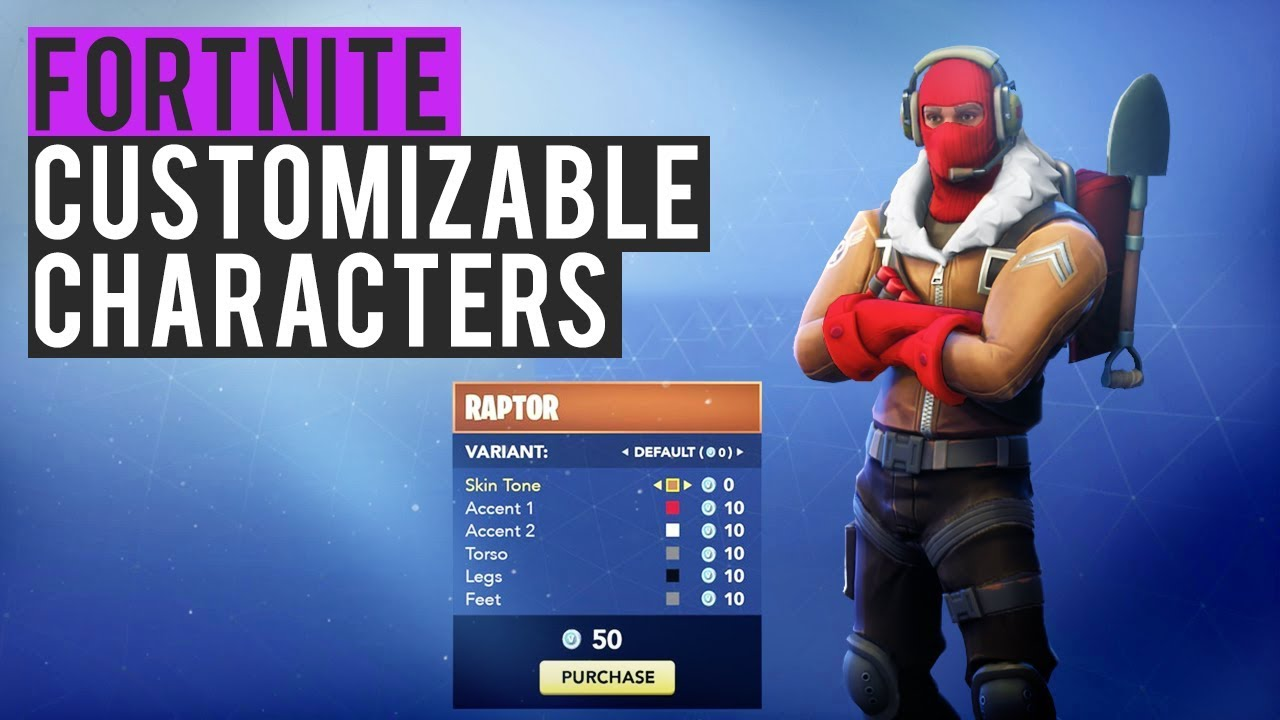 FORTNITE
CUSTOMIZABLE
CHARACTERS
RAPTOR
VARIANT: DEFAULT ( 0 )
Skin Tone 0
Accent 1 10
Accent 2 10
Torso 10
Legs 10
Feet 10
50
PURCHASE